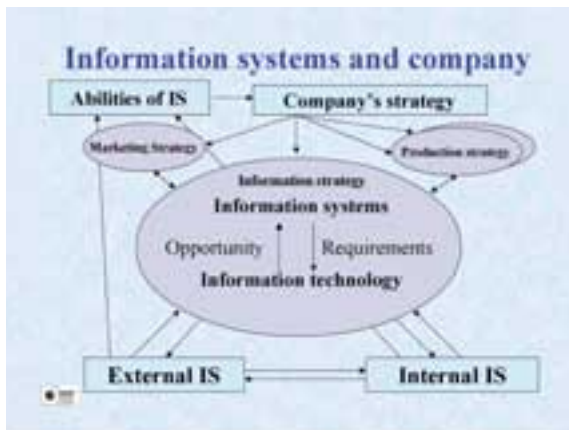 Information systems and company
Abilities of IS
Company's strategy
Marketing Strategy
Production strategy
Information strategy
Information systems
Opportunity
Requirements
Information technology
External IS
Internal IS